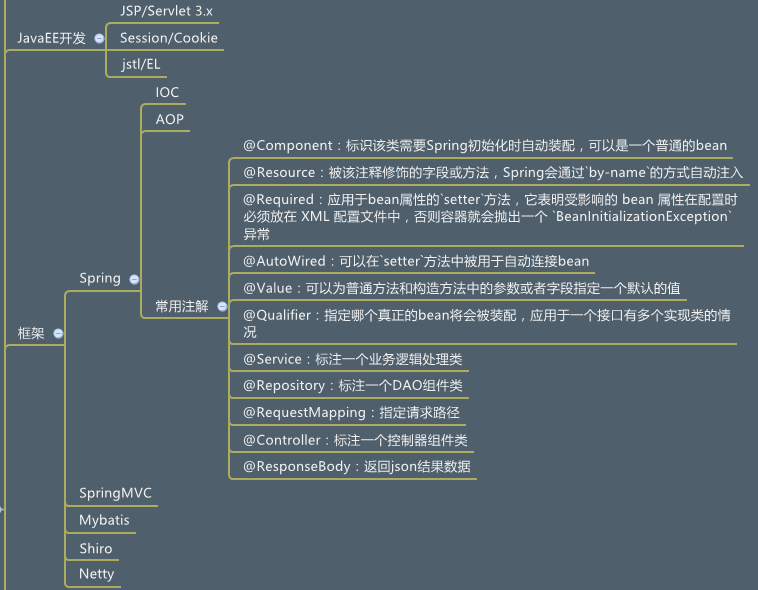 JSP/Servlet 3.x
JavaEE开发
Session/Cookie
jstl/EL
IOC
AOP
@Component：标识该类需要Spring初始化时自动装配，可以是一个普通的bean
@Resource：被该注释修饰的字段或方法，Spring会通过`by-name`的方式自动注入
@Required：应用于bean属性的`setter`方法，它表明受影响的 bean 属性在配置时
必须放在 XML 配置文件中，否则容器就会抛出一个 `BeanInitializationException`
异常
@AutoWired：可以在`setter`方法中被用于自动连接bean
Spring
@Value：可以为普通方法和构造方法中的参数或者字段指定一个默认的值
常用注解
@Qualifier：指定哪个真正的bean将会被装配，应用于一个接口有多个实现类的情
况
框架
@Service：标注一个业务逻辑处理类
@Repository：标注一个DAO组件类
@RequestMapping：指定请求路径
@Controller：标注一个控制器组件类
@ResponseBody：返回json结果数据
SpringMVC
Mybatis
Shiro
Netty